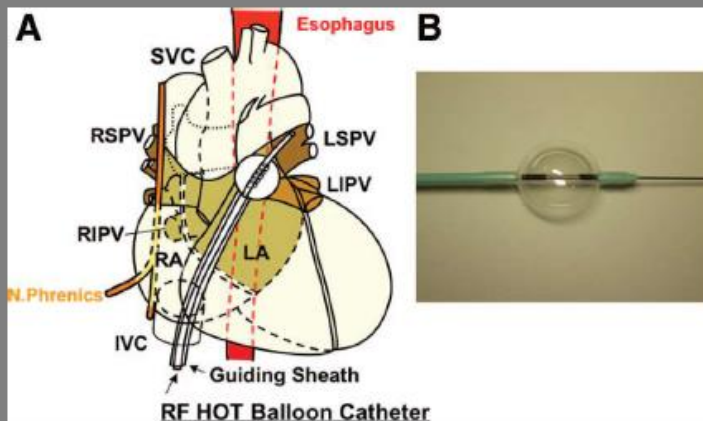 A
Esophagus
B
SVC
RSPV
LSPV
LIPV
RIPV
RA
LA
N.Phrenics
IVC
Guiding Sheath
RF HOT Balloon Catheter